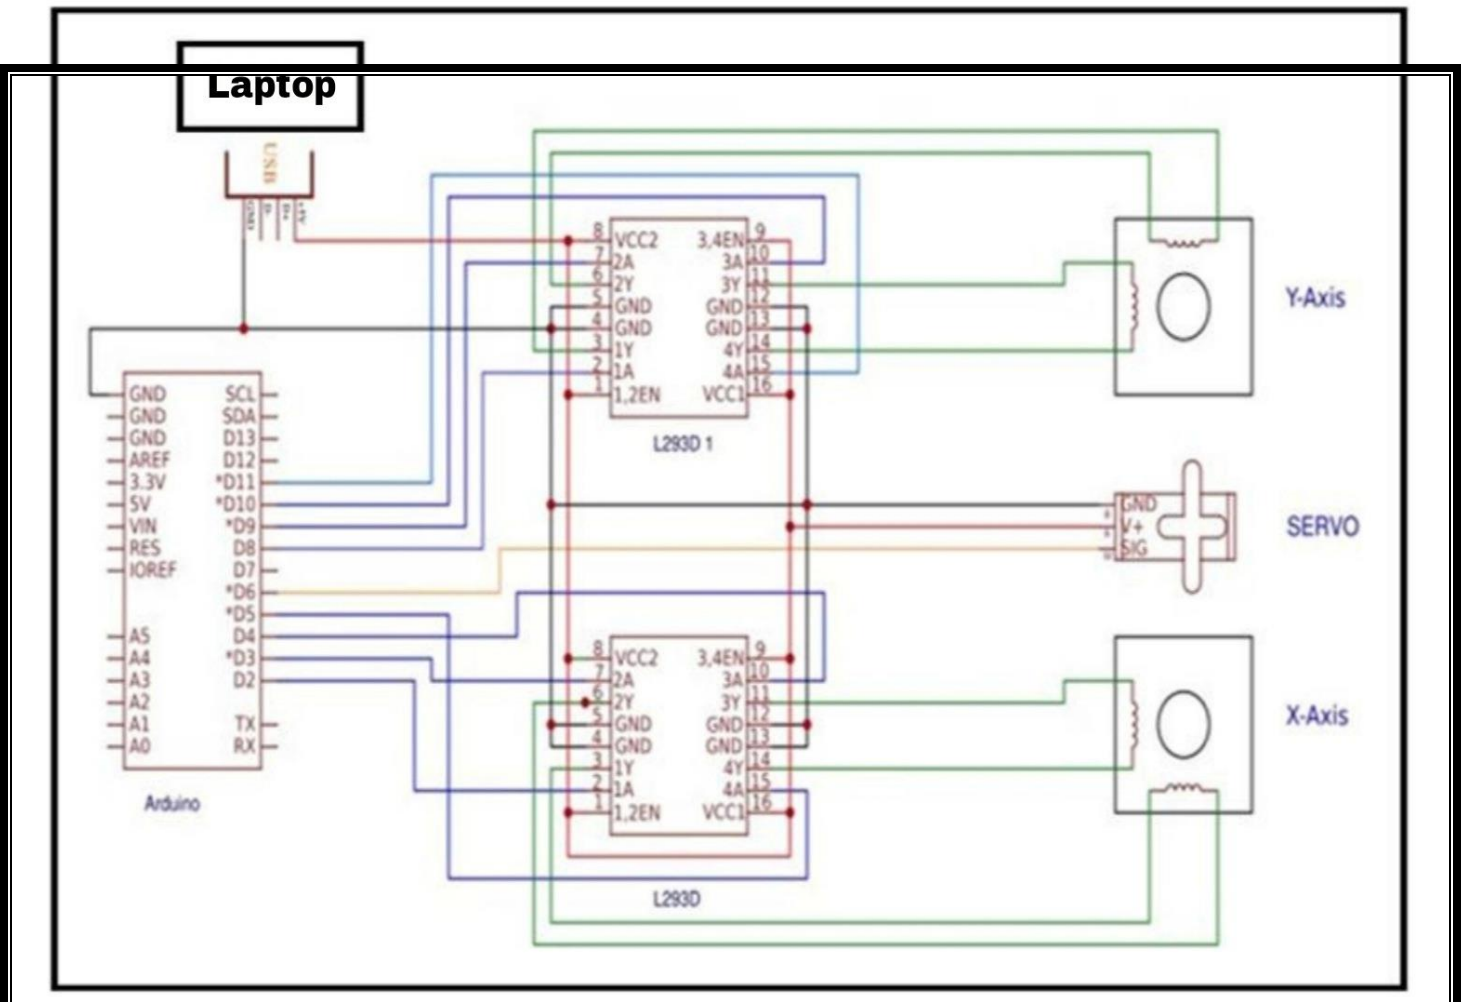 Laptop
USB
GND
D-
D+
+5V
8 VCC2 3,4EN 9
7 2A 3A 10
6 2Y 3Y 11
5 GND GND 12
4 GND GND 13
3 1Y 4Y 14
2 1A 4A 15
1 1,2EN VCC1 16
L293D 1
Y-Axis
GND SCL
GND SDA
GND D13
AREF D12
3.3V *D11
5V *D10
VIN *D9
RES D8
IOREF D7
*D6
*D5
A5 D4
A4 *D3
A3 D2
A2
A1 TX
A0 RX
Arduino
GND
V+
SIG
SERVO
8 VCC2 3,4EN 9
7 2A 3A 10
6 2Y 3Y 11
5 GND GND 12
4 GND GND 13
3 1Y 4Y 14
2 1A 4A 15
1 1,2EN VCC1 16
L293D
X-Axis